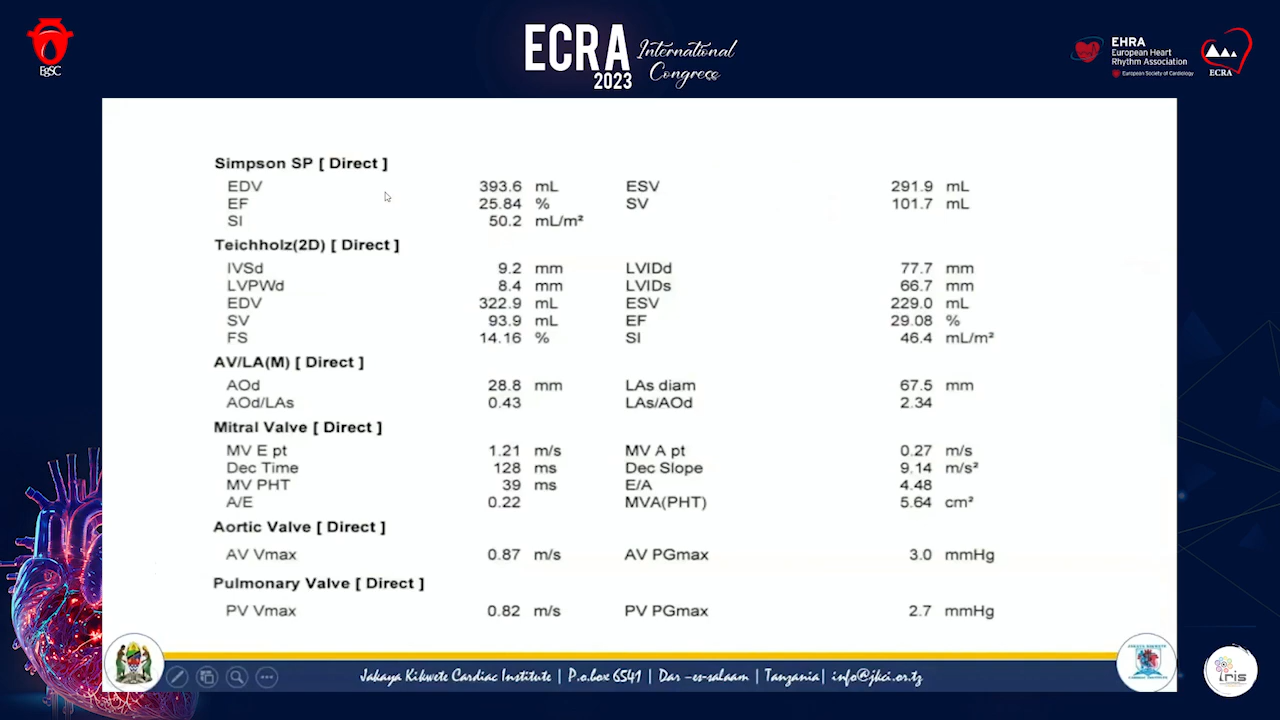 EgSC
ECRA
2023
International
Congress
EHRA
European Heart
Rhythm Association
European Society of Cardiology
ECRA
Simpson SP [ Direct ]
EDV 393.6 mL ESV 291.9 mL
EF 25.84 % SV 101.7 mL
SI 50.2 mL/m²
Teichholz(2D) [ Direct ]
IVSd 9.2 mm LVIDd 77.7 mm
LVPWd 8.4 mm LVIDs 66.7 mm
EDV 322.9 mL ESV 229.0 mL
SV 93.9 mL EF 29.08 %
FS 14.16 % SI 46.4 mL/m²
AV/LA(M) [ Direct ]
AOd 28.8 mm LAs diam 67.5 mm
AOd/LAs 0.43 LAs/AOd 2.34
Mitral Valve [ Direct ]
MV E pt 1.21 m/s MV A pt 0.27 m/s
Dec Time 128 ms Dec Slope 9.14 m/s²
MV PHT 39 ms E/A 4.48
A/E 0.22 MVA(PHT) 5.64 cm²
Aortic Valve [ Direct ]
AV Vmax 0.87 m/s AV PGmax 3.0 mmHg
Pulmonary Valve [ Direct ]
PV Vmax 0.82 m/s PV PGmax 2.7 mmHg
Jakaya Kikwete Cardiac Institute | P.o.box 6541 | Dar -es-salaam | Tanzania| info@jkci.or.tz
iris